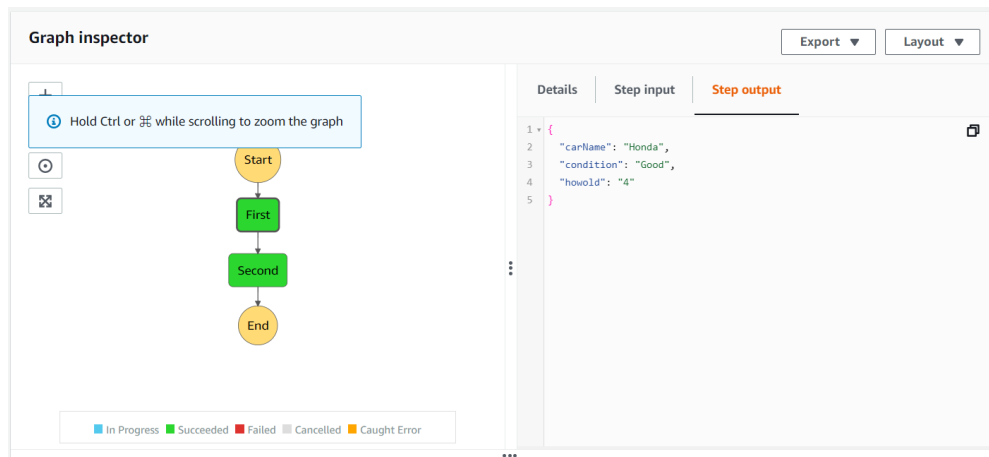 Graph inspector
Export
Layout
Hold Ctrl or ⌘ while scrolling to zoom the graph
Start
First
Second
End
In Progress Succeeded Failed Cancelled Caught Error
Details Step input Step output
1 {
2 "carName": "Honda",
3 "condition": "Good",
4 "howold": "4"
5 }